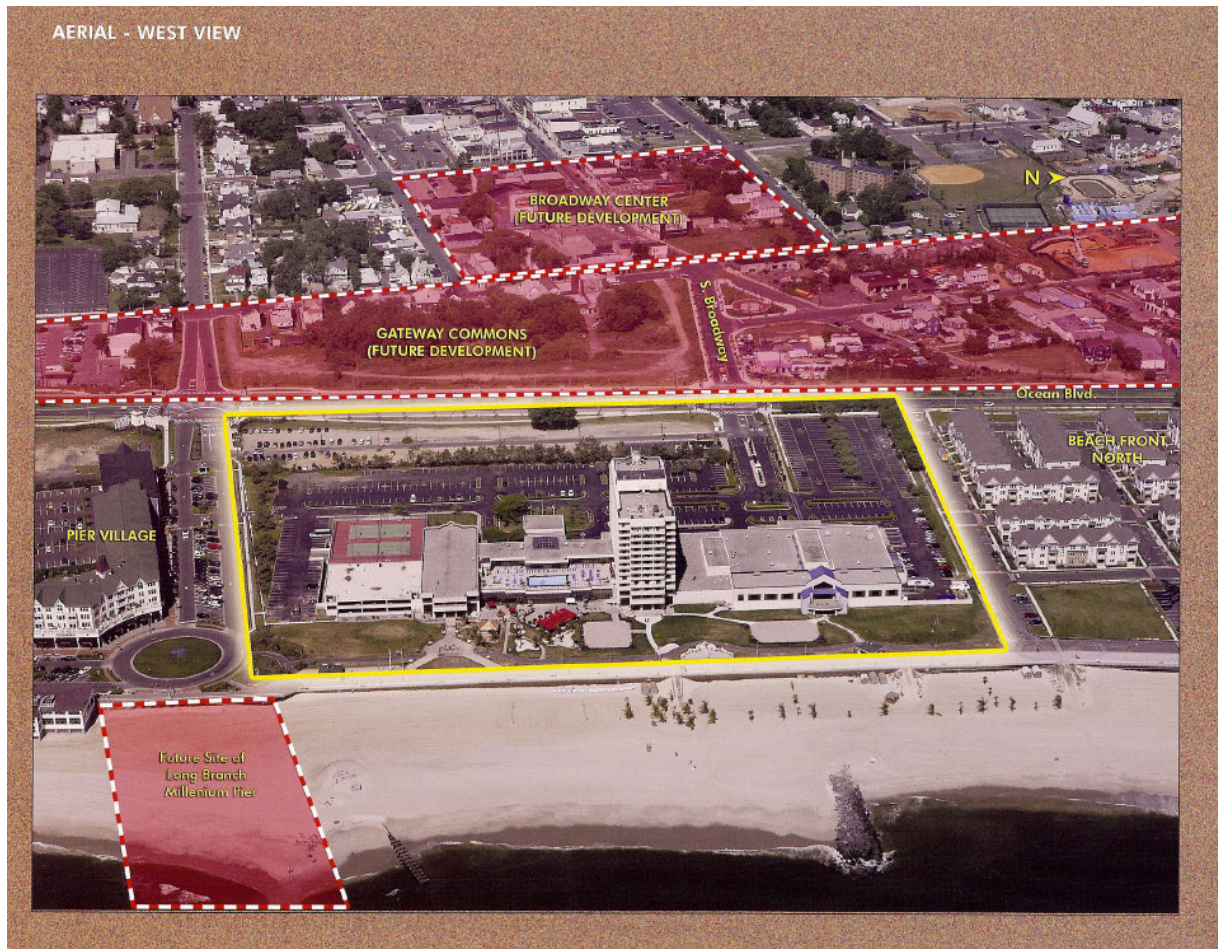 AERIAL - WEST VIEW
N
BROADWAY CENTER
(FUTURE DEVELOPMENT)
S. Broadway
GATEWAY COMMONS
(FUTURE DEVELOPMENT)
Ocean Blvd.
BEACH FRONT
NORTH
PIER VILLAGE
Future Site of
Long Branch
Millenium Pier